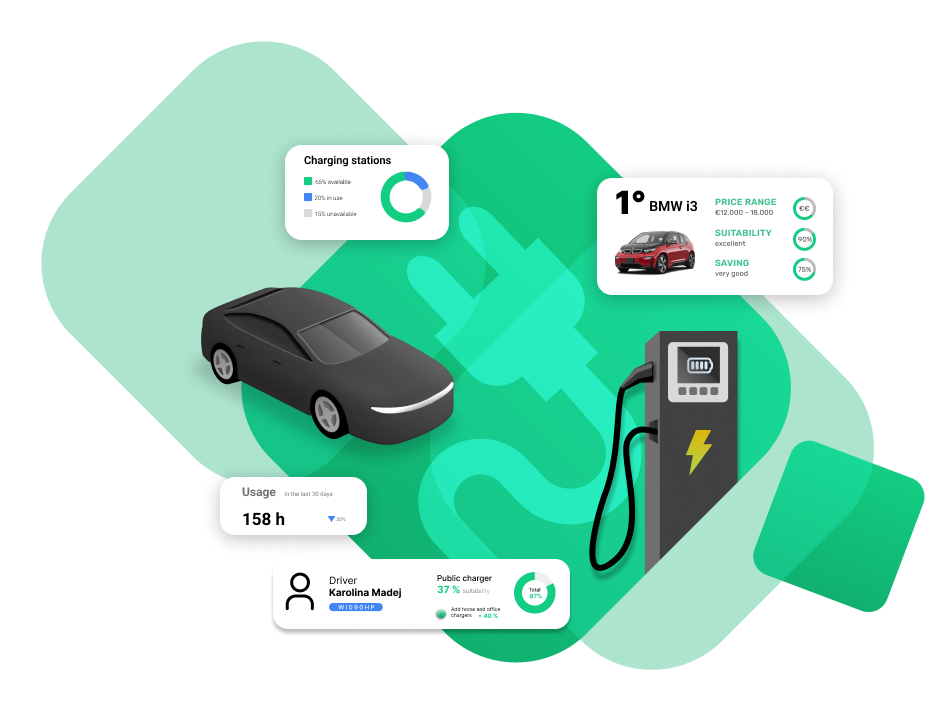 Charging stations
65% available
20% in use
15% unavailable
1° BMW i3
PRICE RANGE
€12.000 - 18.000
€€
SUITABILITY
excellent
90%
SAVING
very good
75%
Usage In the last 30 days
158 h
30%
Driver
Karolina Madej
WI090HP
Public charger
37 % suitability
Add home and office
chargers + 40 %
Total
87%